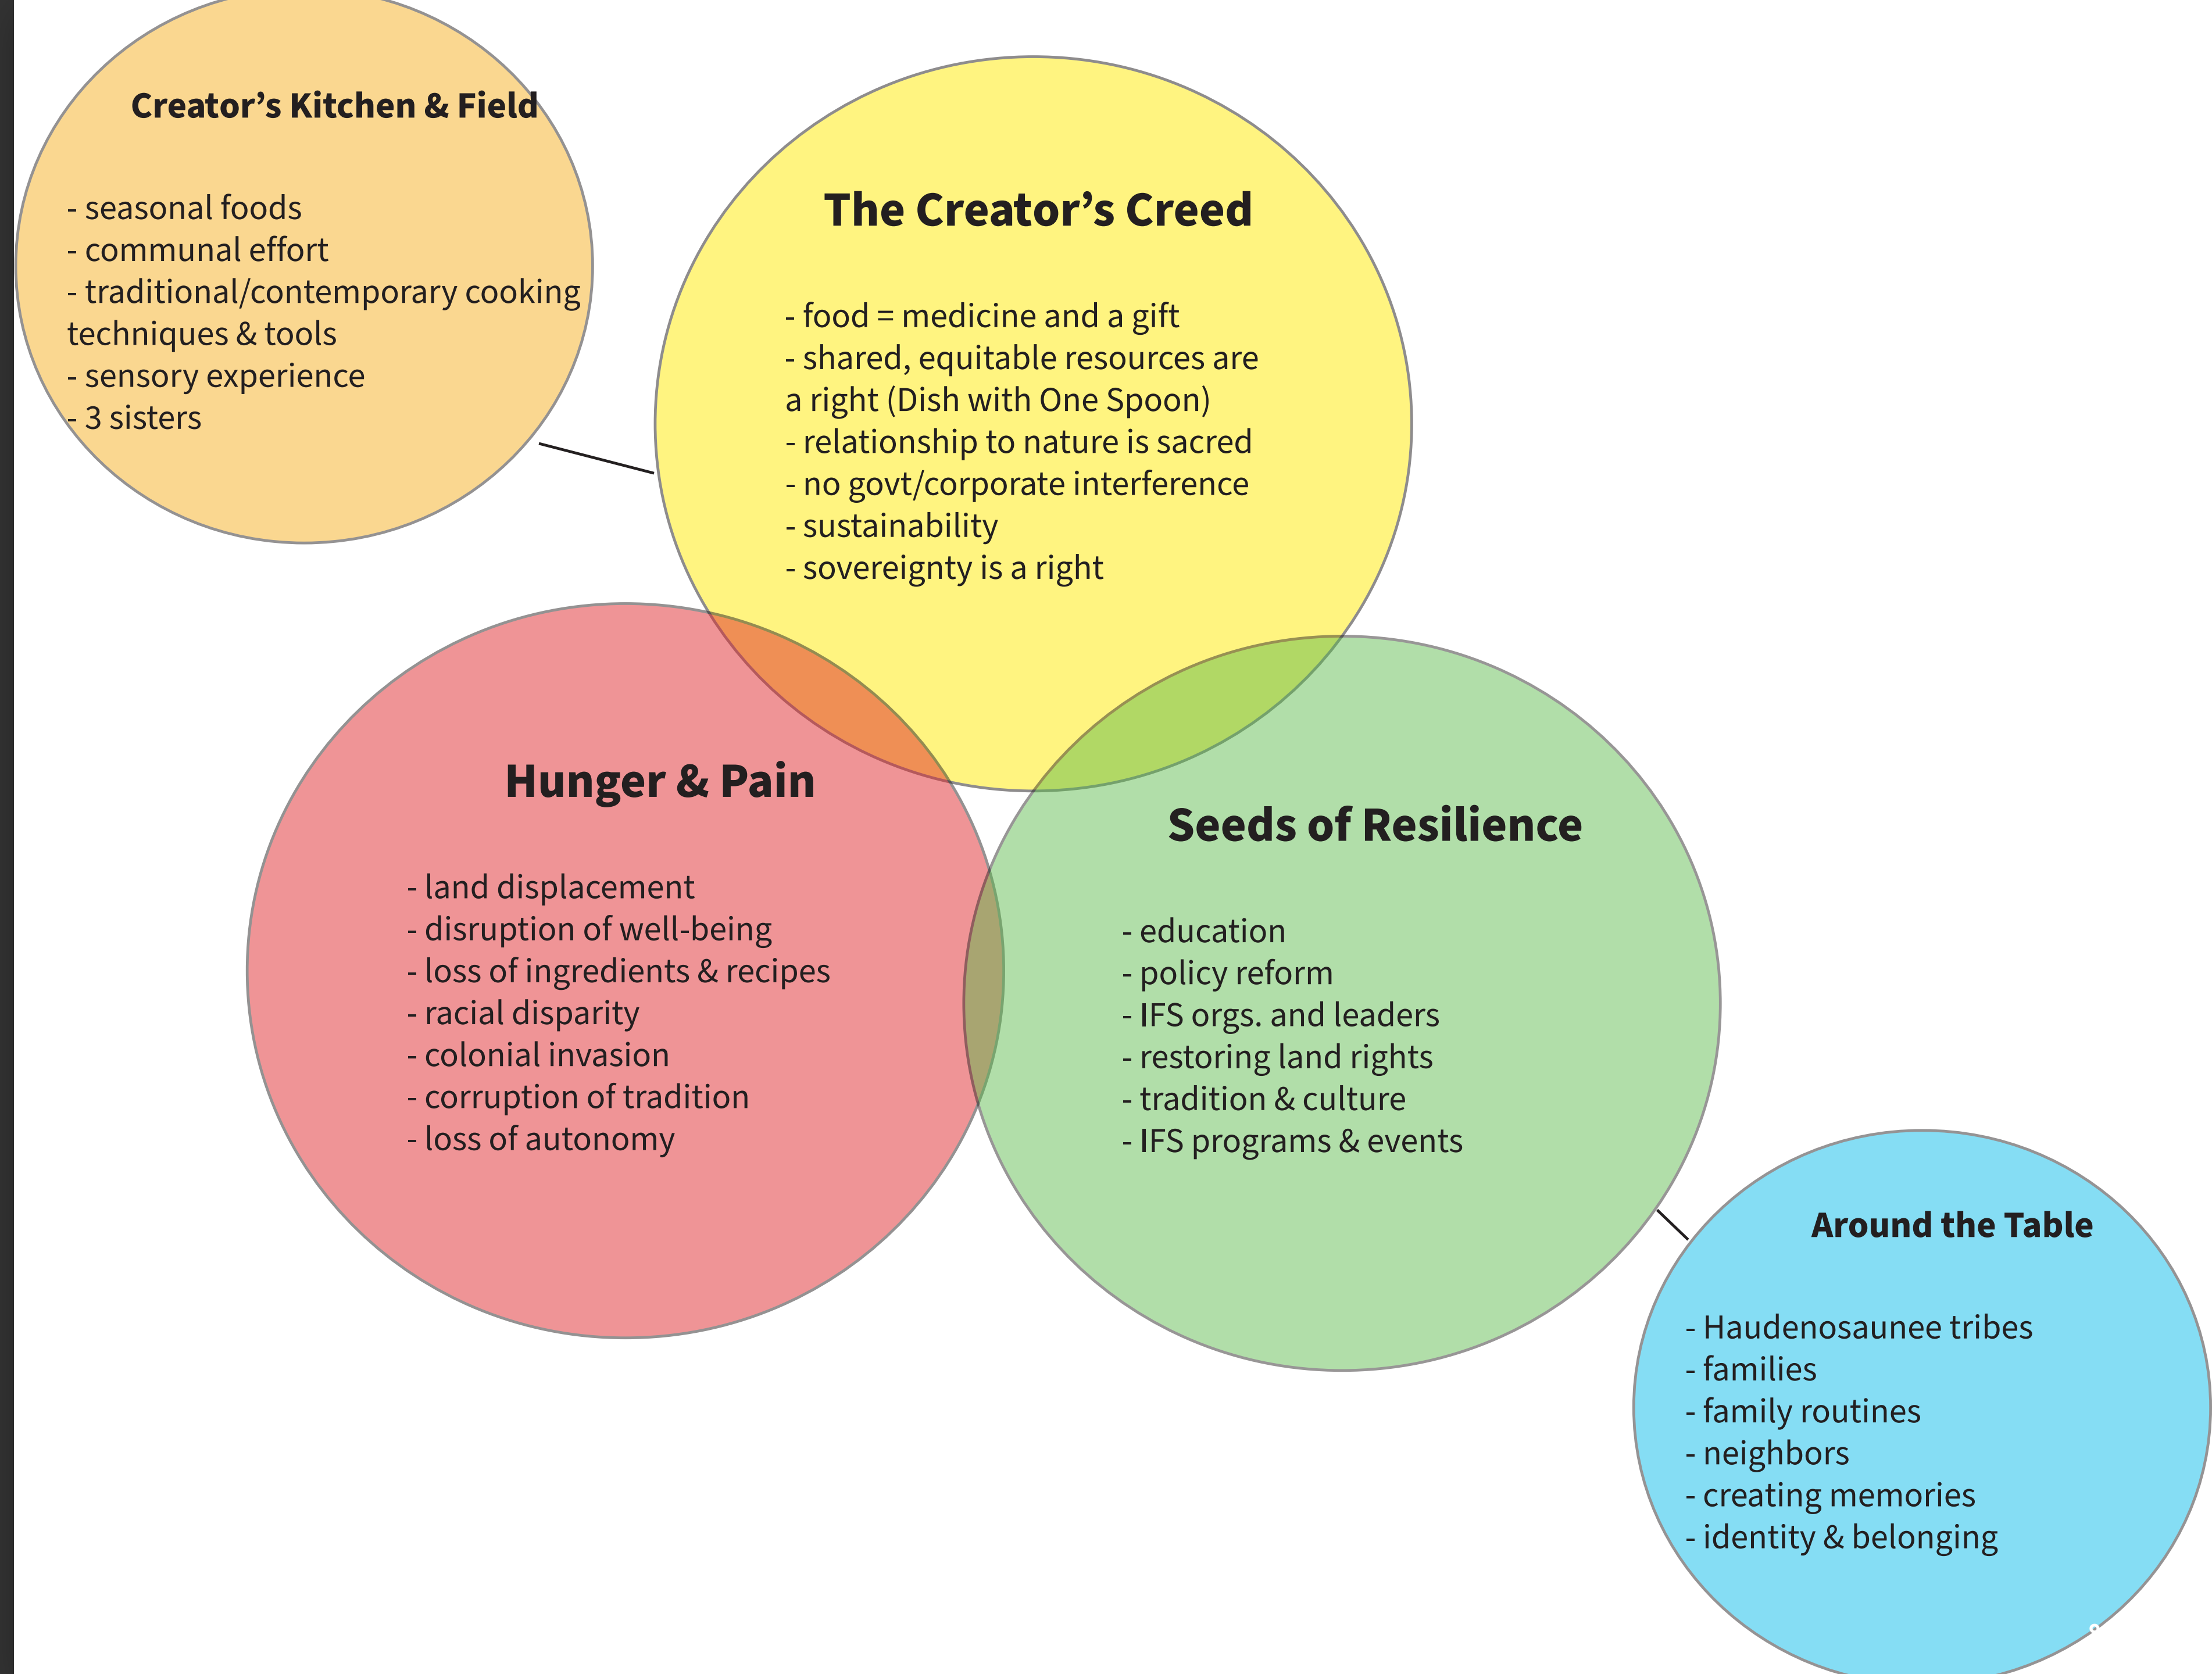 Creator’s Kitchen & Field
- seasonal foods
- communal effort
- traditional/contemporary cooking
techniques & tools
- sensory experience
- 3 sisters
The Creator’s Creed
- food = medicine and a gift
- shared, equitable resources are
a right (Dish with One Spoon)
- relationship to nature is sacred
- no govt/corporate interference
- sustainability
- sovereignty is a right
Hunger & Pain
- land displacement
- disruption of well-being
- loss of ingredients & recipes
- racial disparity
- colonial invasion
- corruption of tradition
- loss of autonomy
Seeds of Resilience
- education
- policy reform
- IFS orgs. and leaders
- restoring land rights
- tradition & culture
- IFS programs & events
Around the Table
- Haudenosaunee tribes
- families
- family routines
- neighbors
- creating memories
- identity & belonging